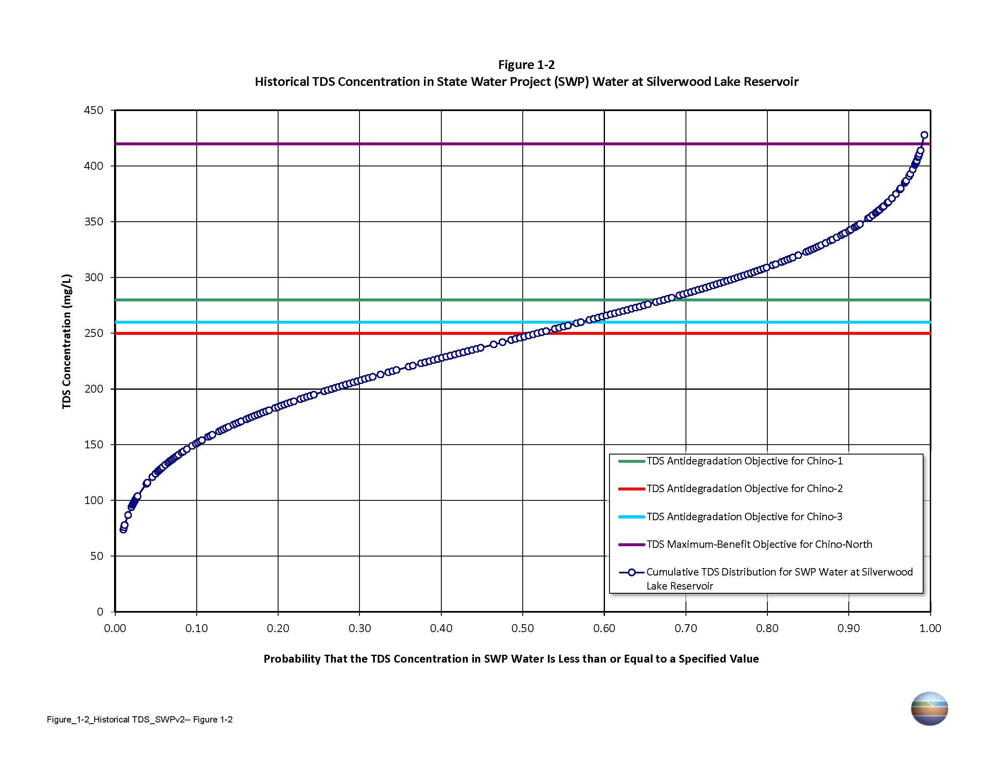 Figure 1-2
Historical TDS Concentration in State Water Project (SWP) Water at Silverwood Lake Reservoir
450
400
350
300
250
200
150
100
50
0
TDS Concentration (mg/L)
TDS Antidegradation Objective for Chino-1
TDS Antidegradation Objective for Chino-2
TDS Antidegradation Objective for Chino-3
TDS Maximum-Benefit Objective for Chino-North
Cumulative TDS Distribution for SWP Water at Silverwood
Lake Reservoir
0.00 0.10 0.20 0.30 0.40 0.50 0.60 0.70 0.80 0.90 1.00
Probability That the TDS Concentration in SWP Water Is Less than or Equal to a Specified Value
Figure_1-2_Historical TDS_SWPv2-- Figure 1-2